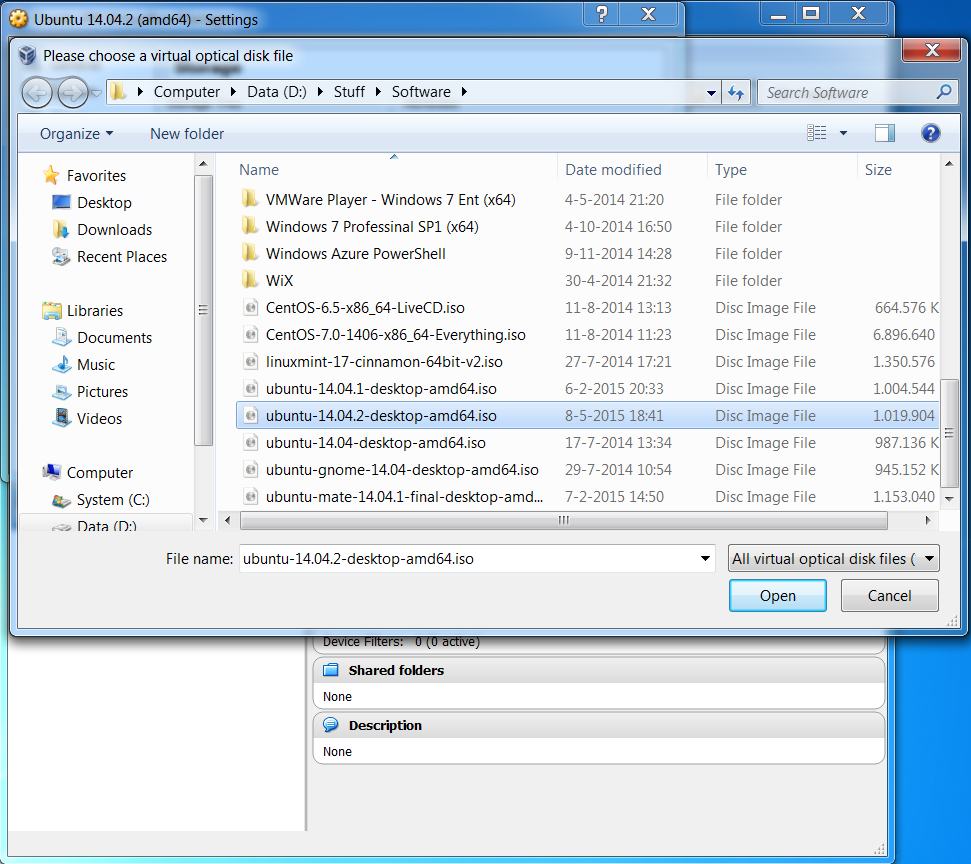 Ubuntu 14.04.2 (amd64) - Settings
Please choose a virtual optical disk file
Computer Data (D:) Stuff Software
Search Software
Organize New folder
Name Date modified Type Size
Favorites
Desktop
Downloads
Recent Places
Libraries
Documents
Music
Pictures
Videos
Computer
System (C:)
Data (D:)
VMWare Player - Windows 7 Ent (x64) 4-5-2014 21:20 File folder
Windows 7 Professinal SP1 (x64) 4-10-2014 16:50 File folder
Windows Azure PowerShell 9-11-2014 14:28 File folder
WiX 30-4-2014 21:32 File folder
CentOS-6.5-x86_64-LiveCD.iso 11-8-2014 13:13 Disc Image File 664.576 K
CentOS-7.0-1406-x86_64-Everything.iso 11-8-2014 11:23 Disc Image File 6.896.640
linuxmint-17-cinnamon-64bit-v2.iso 27-7-2014 17:21 Disc Image File 1.350.576
ubuntu-14.04.1-desktop-amd64.iso 6-2-2015 20:33 Disc Image File 1.004.544
ubuntu-14.04.2-desktop-amd64.iso 8-5-2015 18:41 Disc Image File 1.019.904
ubuntu-14.04-desktop-amd64.iso 17-7-2014 13:34 Disc Image File 987.136 K
ubuntu-gnome-14.04-desktop-amd64.iso 29-7-2014 10:54 Disc Image File 945.152 K
ubuntu-mate-14.04.1-final-desktop-amd... 7-2-2015 14:50 Disc Image File 1.153.040
File name: ubuntu-14.04.2-desktop-amd64.iso All virtual optical disk files (
Open Cancel
Device Filters: 0 (0 active)
Shared folders
None
Description
None